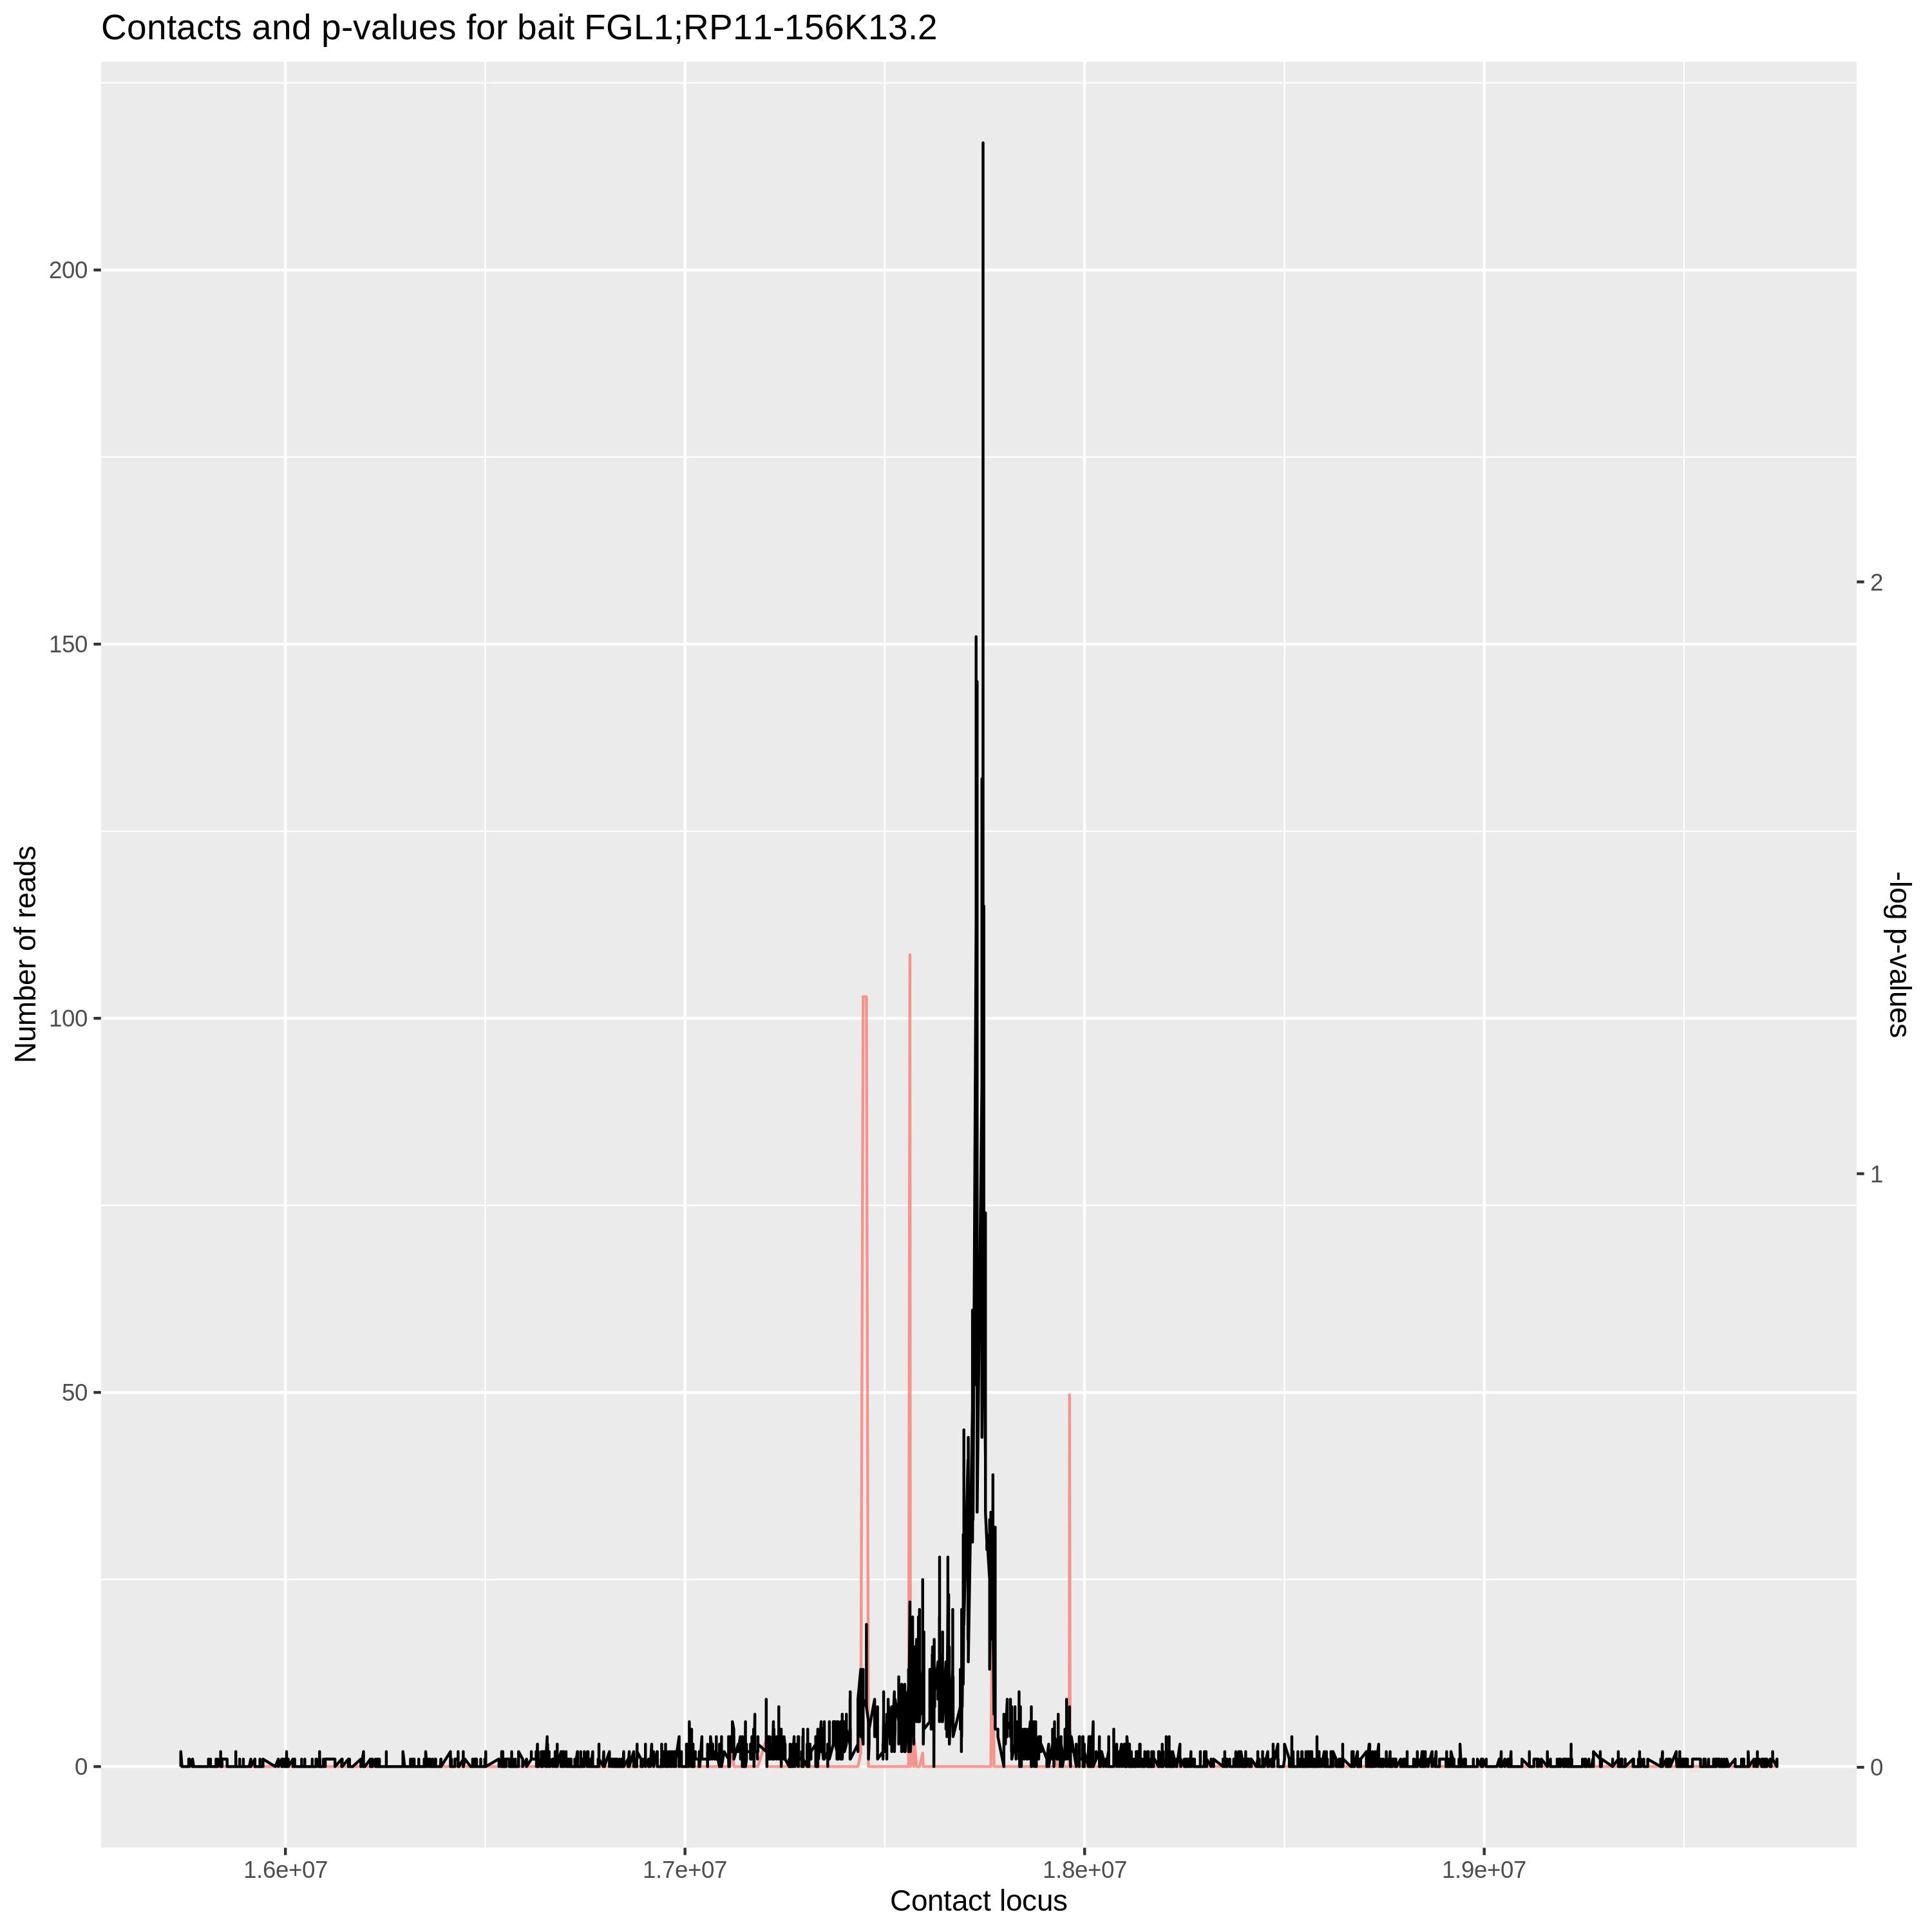 Contacts and p-values for bait FGL1;RP11-156K13.2
Number of reads
200
150
100
50
0
2
1
0
-log p-values
1.6e+07
1.7e+07
1.8e+07
1.9e+07
Contact locus